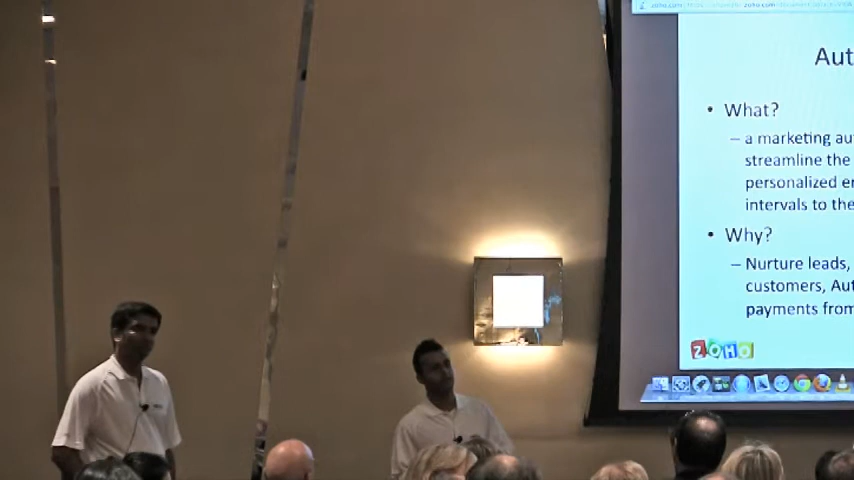 Aut
• What?
– a marketing au
streamline the
personalized e
intervals to the
• Why?
– Nurture leads,
customers, Aut
payments from
ZOHO